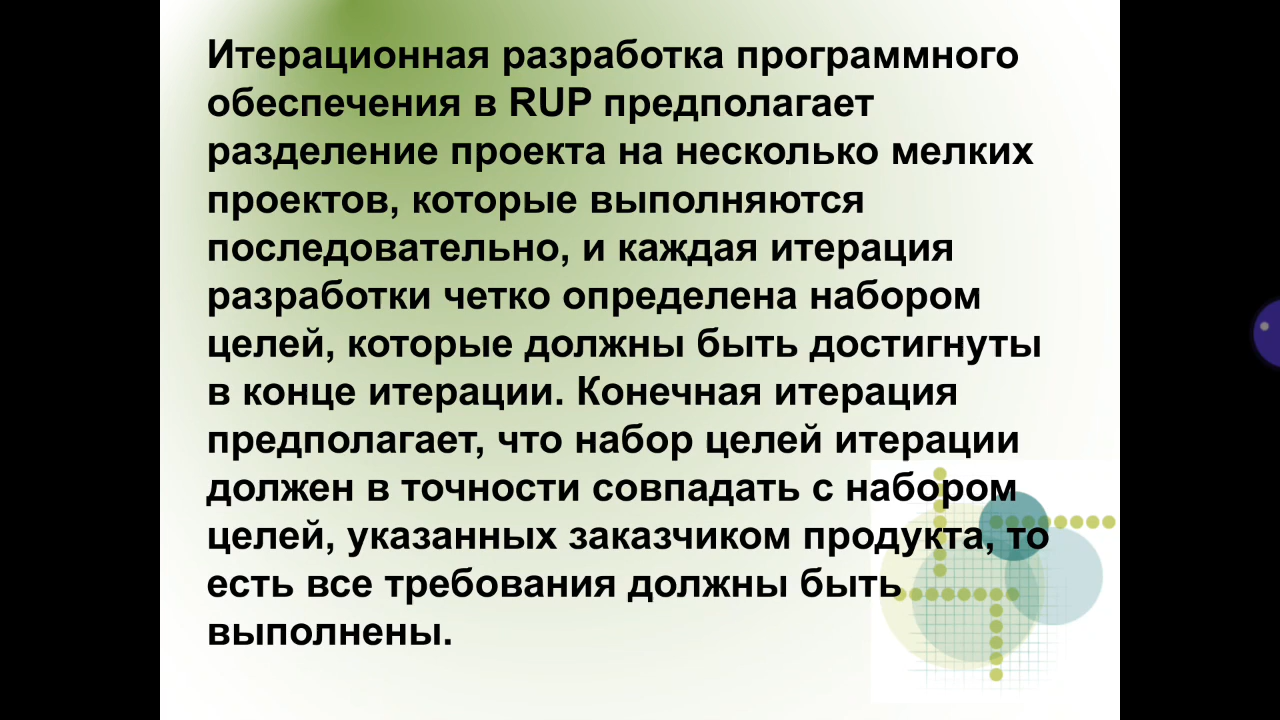 Итерационная разработка программного
обеспечения в RUP предполагает
разделение проекта на несколько мелких
проектов, которые выполняются
последовательно, и каждая итерация
разработки четко определена набором
целей, которые должны быть достигнуты
в конце итерации. Конечная итерация
предполагает, что набор целей итерации
должен в точности совпадать с набором
целей, указанных заказчиком продукта, то
есть все требования должны быть
выполнены.